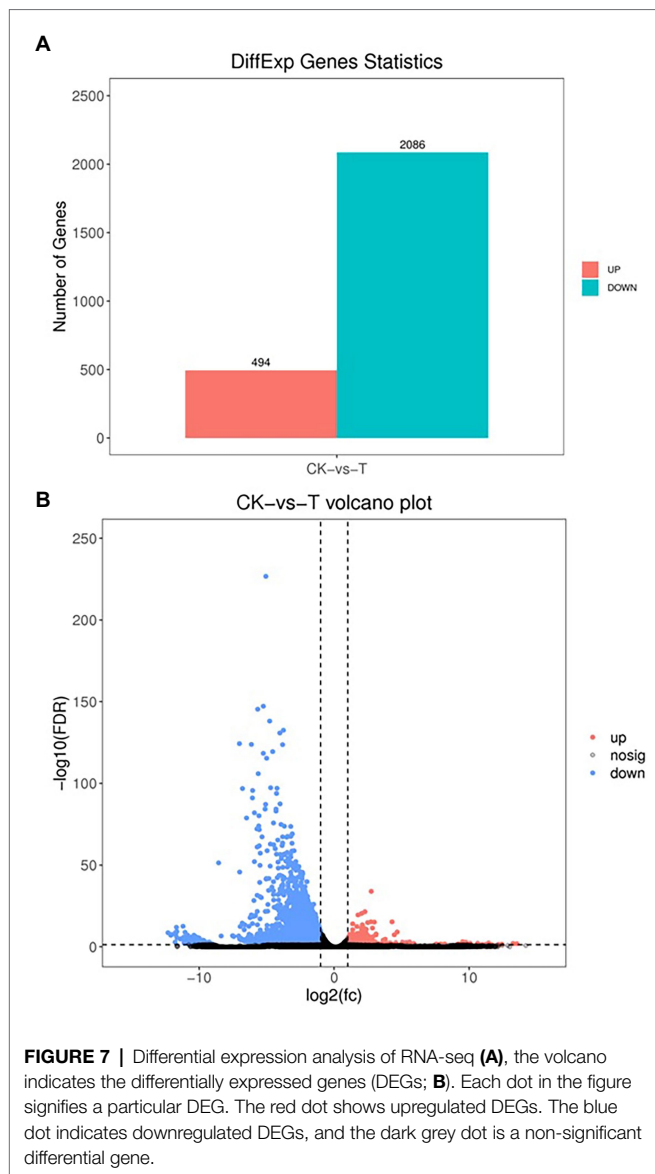 A
DiffExp Genes Statistics
2500
2000
1500
1000
500
0
Number of Genes
494
2086
CK-vs-T
UP
DOWN
B
CK-vs-T volcano plot
250
200
150
100
50
0
-log10(FDR)
-10
0
10
log2(fc)
up
nosig
down
FIGURE 7 | Differential expression analysis of RNA-seq (A), the volcano
indicates the differentially expressed genes (DEGs; B). Each dot in the figure
signifies a particular DEG. The red dot shows upregulated DEGs. The blue
dot indicates downregulated DEGs, and the dark grey dot is a non-significant
differential gene.